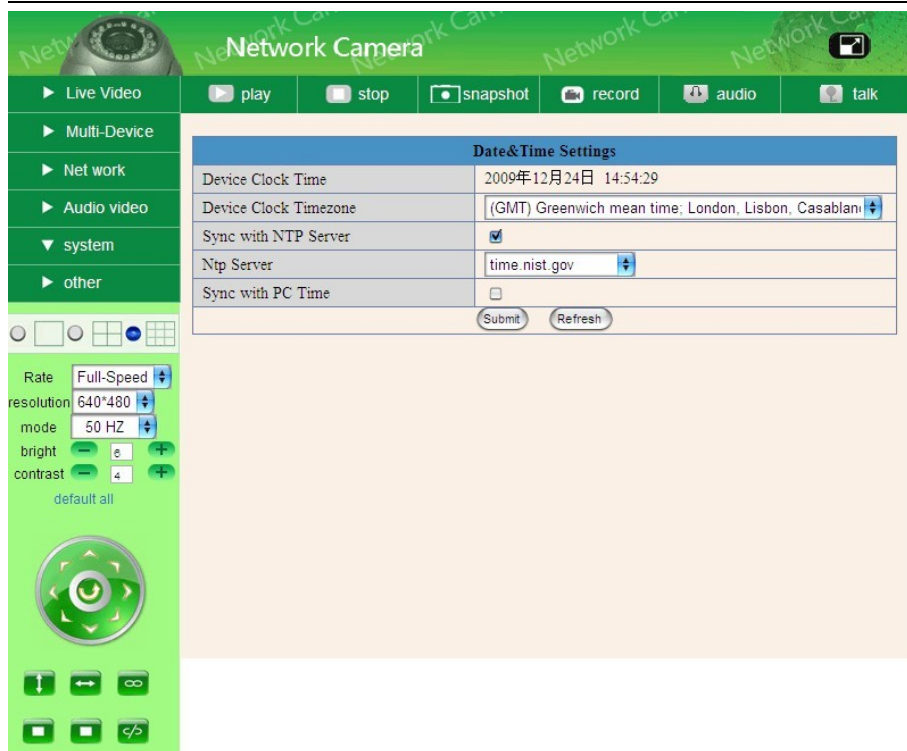 Network Camera
play
stop
snapshot
record
audio
talk
Live Video
Multi-Device
Net work
Audio video
system
other
Rate Full-Speed
resolution 640*480
mode 50 HZ
bright 6
contrast 4
default all
Date&Time Settings
Device Clock Time 2009年12月24日 14:54:29
Device Clock Timezone (GMT) Greenwich mean time; London, Lisbon,
Sync with NTP Server
Ntp Server time.nist.gov
Sync with PC Time
Submit Refresh